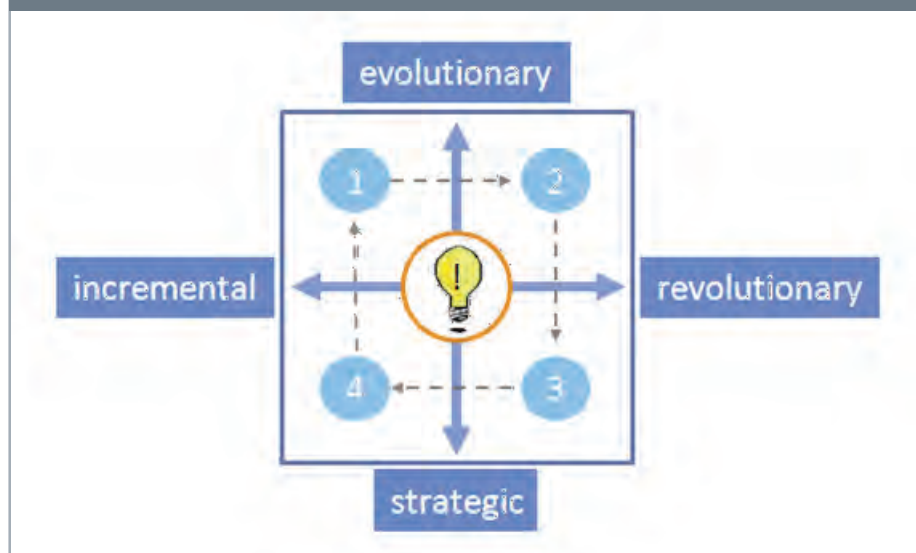 evolutionary
1 2
incremental ! revolutionary
4 3
strategic